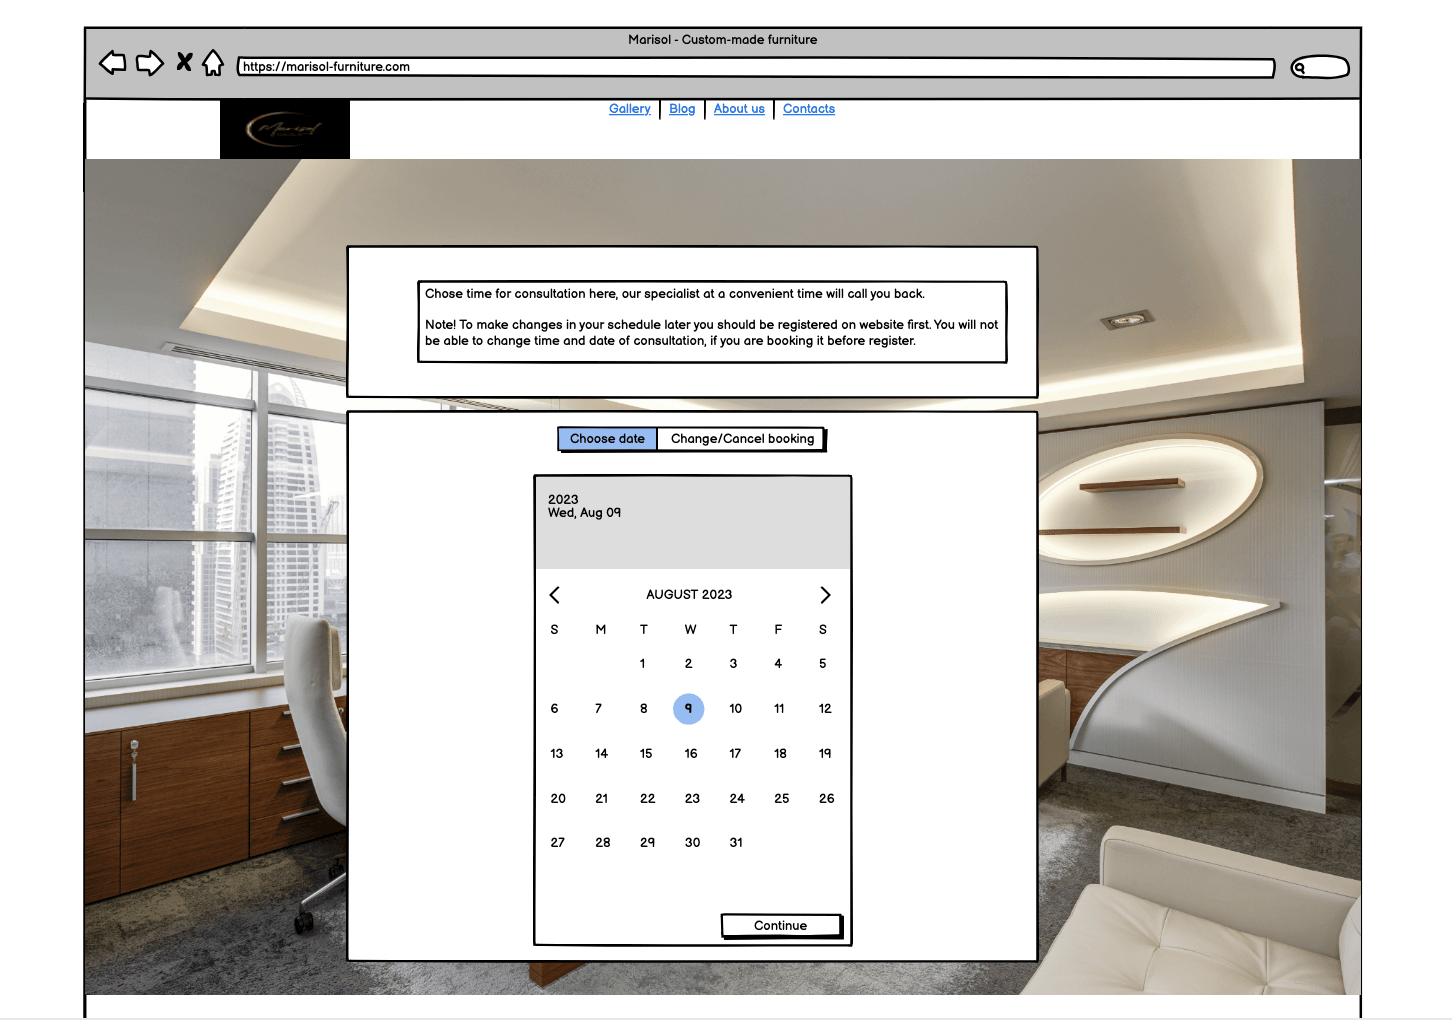 Marisol - Custom-made furniture
https://marisol-furniture.com
Marisol
Gallery Blog About us Contacts
Chose time for consultation here, our specialist at a convenient time will call you back.
Note! To make changes in your schedule later you should be registered on website first. You will not
be able to change time and date of consultation, if you are booking it before register.
Choose date Change/Cancel booking
2023
Wed, Aug 09
AUGUST 2023
S M T W T F S
1 2 3 4 5
6 7 8 9 10 11 12
13 14 15 16 17 18 19
20 21 22 23 24 25 26
27 28 29 30 31
Continue